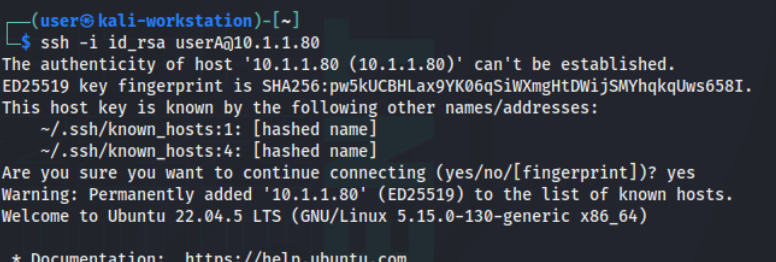 ┌──(user㉿kali-workstation)-[~]
└─$ ssh -i id_rsa userA@10.1.1.80
The authenticity of host '10.1.1.80 (10.1.1.80)' can't be established.
ED25519 key fingerprint is SHA256:pw5kUCBHLax9YK06qSiWXmgHtDWijSMYhqkqUws658I.
This host key is known by the following other names/addresses:
    ~/.ssh/known_hosts:1: [hashed name]
    ~/.ssh/known_hosts:4: [hashed name]
Are you sure you want to continue connecting (yes/no/[fingerprint])? yes
Warning: Permanently added '10.1.1.80' (ED25519) to the list of known hosts.
Welcome to Ubuntu 22.04.5 LTS (GNU/Linux 5.15.0-130-generic x86_64)
 * Documentation:  https://help.ubuntu.com